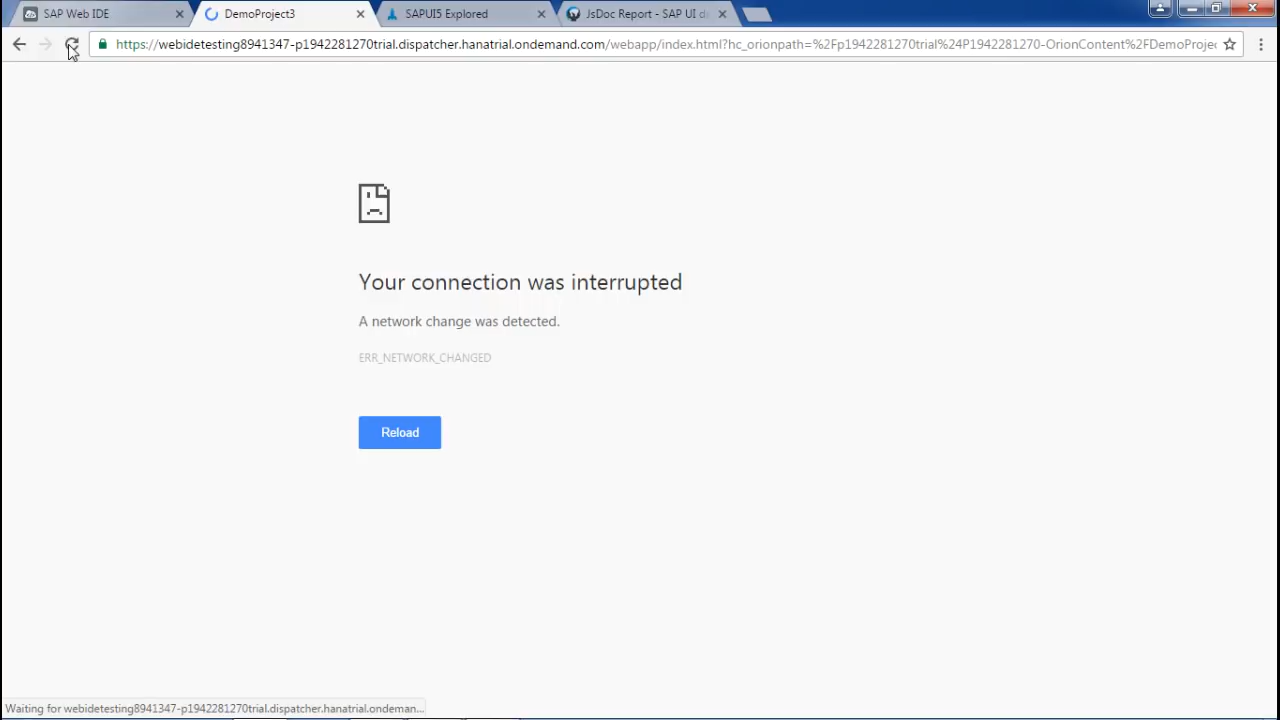 SAP Web IDE
DemoProject3
SAPUI5 Explored
JsDoc Report - SAP UI d
https://webidetesting8941347-p1942281270trial.dispatcher.hanatrial.ondemand.com/webapp/index.html?hc_orionpath=%2Fp1942281270trial%24P1942281270-OrionContent%2FDemoProjec
Your connection was interrupted
A network change was detected.
ERR_NETWORK_CHANGED
Reload
Waiting for webidetesting8941347-p1942281270trial.dispatcher.hanatrial.ondeman...